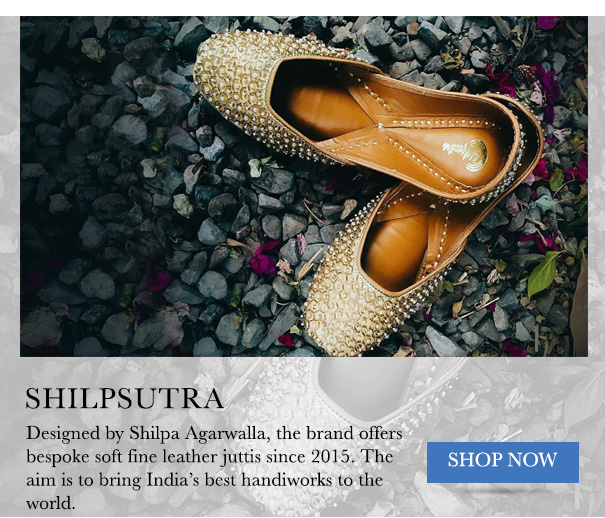 SHILPSUTRA
Designed by Shilpa Agarwalla, the brand offers
bespoke soft fine leather juttis since 2015. The
aim is to bring India’s best handiworks to the
world.
SHOP NOW